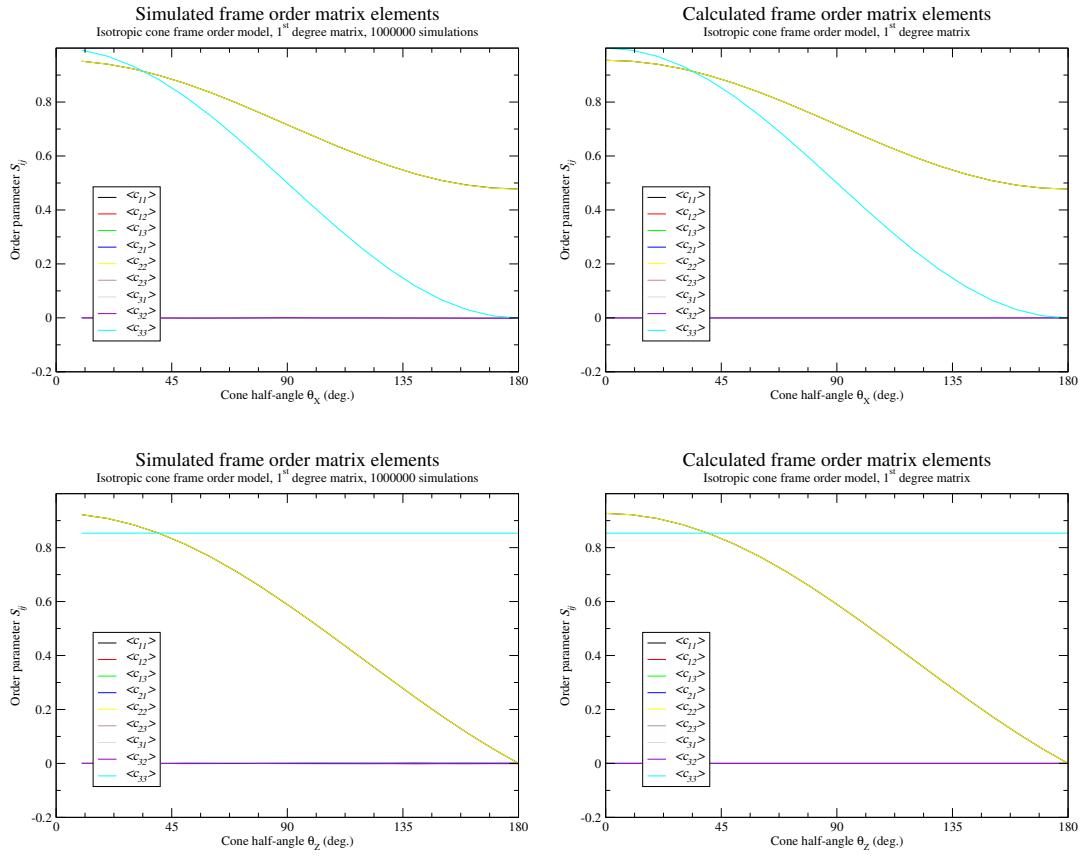 Simulated frame order matrix elements
Isotropic cone frame order model, 1st degree matrix, 1000000 simulations
0.8
0.6
0.4
0.2
0
-0.2
Order parameter Sij
<c11>
<c12>
<c13>
<c21>
<c22>
<c23>
<c31>
<c32>
<c33>
0 45 90 135 180
Cone half-angle θX (deg.)
Calculated frame order matrix elements
Isotropic cone frame order model, 1st degree matrix
0.8
0.6
0.4
0.2
0
-0.2
Order parameter Sij
<c11>
<c12>
<c13>
<c21>
<c22>
<c23>
<c31>
<c32>
<c33>
0 45 90 135 180
Cone half-angle θX (deg.)
Simulated frame order matrix elements
Isotropic cone frame order model, 1st degree matrix, 1000000 simulations
0.8
0.6
0.4
0.2
0
-0.2
Order parameter Sij
<c11>
<c12>
<c13>
<c21>
<c22>
<c23>
<c31>
<c32>
<c33>
0 45 90 135 180
Cone half-angle θZ (deg.)
Calculated frame order matrix elements
Isotropic cone frame order model, 1st degree matrix
0.8
0.6
0.4
0.2
0
-0.2
Order parameter Sij
<c11>
<c12>
<c13>
<c21>
<c22>
<c23>
<c31>
<c32>
<c33>
0 45 90 135 180
Cone half-angle θZ (deg.)